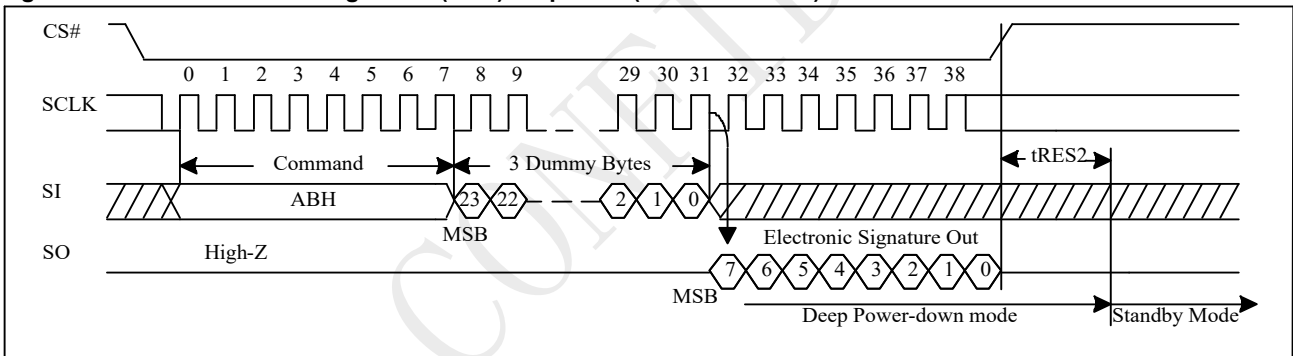 CS#
0 1 2 3 4 5 6 7 8 9 29 30 31 32 33 34 35 36 37 38
SCLK
Command 3 Dummy Bytes tRES2
SI ABH 23 22 2 1 0
MSB
SO High-Z Electronic Signature Out
7 6 5 4 3 2 1 0
MSB
Deep Power-down mode Standby Mode